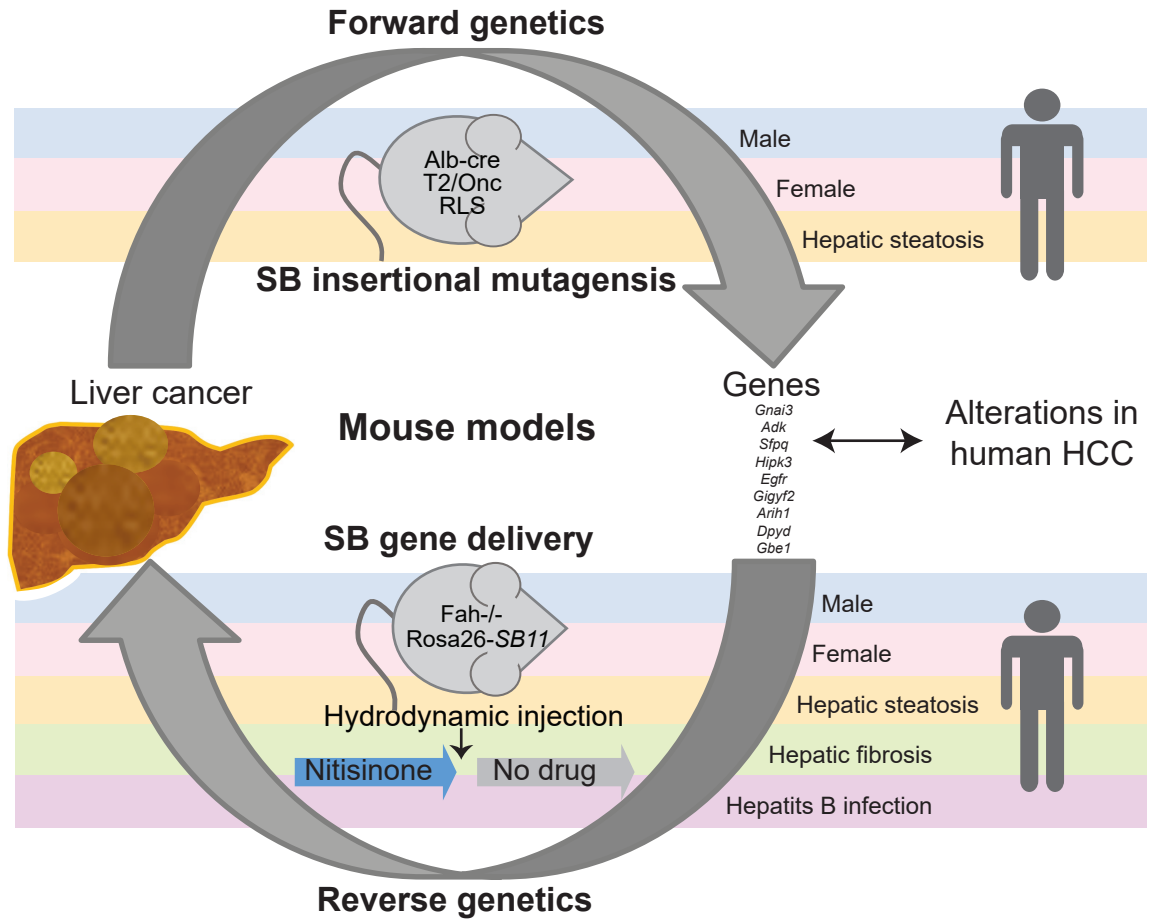 Forward genetics
Male
Alb-cre
T2/Onc
RLS
Female
Hepatic steatosis
SB insertional mutagensis
Liver cancer
Genes
Gnai3
Adk
Sfpq
Hipk3
Egfr
Gigyf2
Arih1
Dpyd
Gbe1
Alterations in
human HCC
Mouse models
SB gene delivery
Fah-/-
Rosa26-SB11
Male
Female
Hepatic steatosis
Hydrodynamic injection
Hepatic fibrosis
Nitisinone
No drug
Hepatits B infection
Reverse genetics